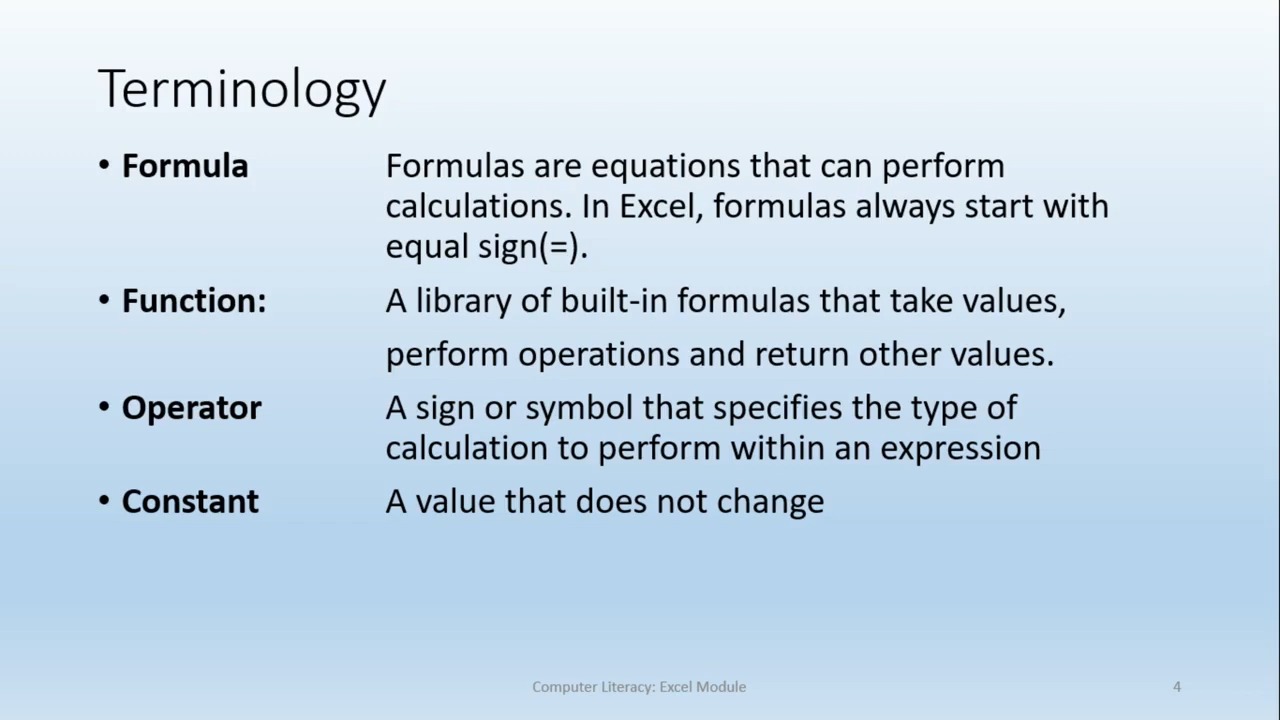 Terminology
• Formula Formulas are equations that can perform
calculations. In Excel, formulas always start with
equal sign(=).
• Function: A library of built-in formulas that take values,
perform operations and return other values.
• Operator A sign or symbol that specifies the type of
calculation to perform within an expression
• Constant A value that does not change
Computer Literacy: Excel Module 4